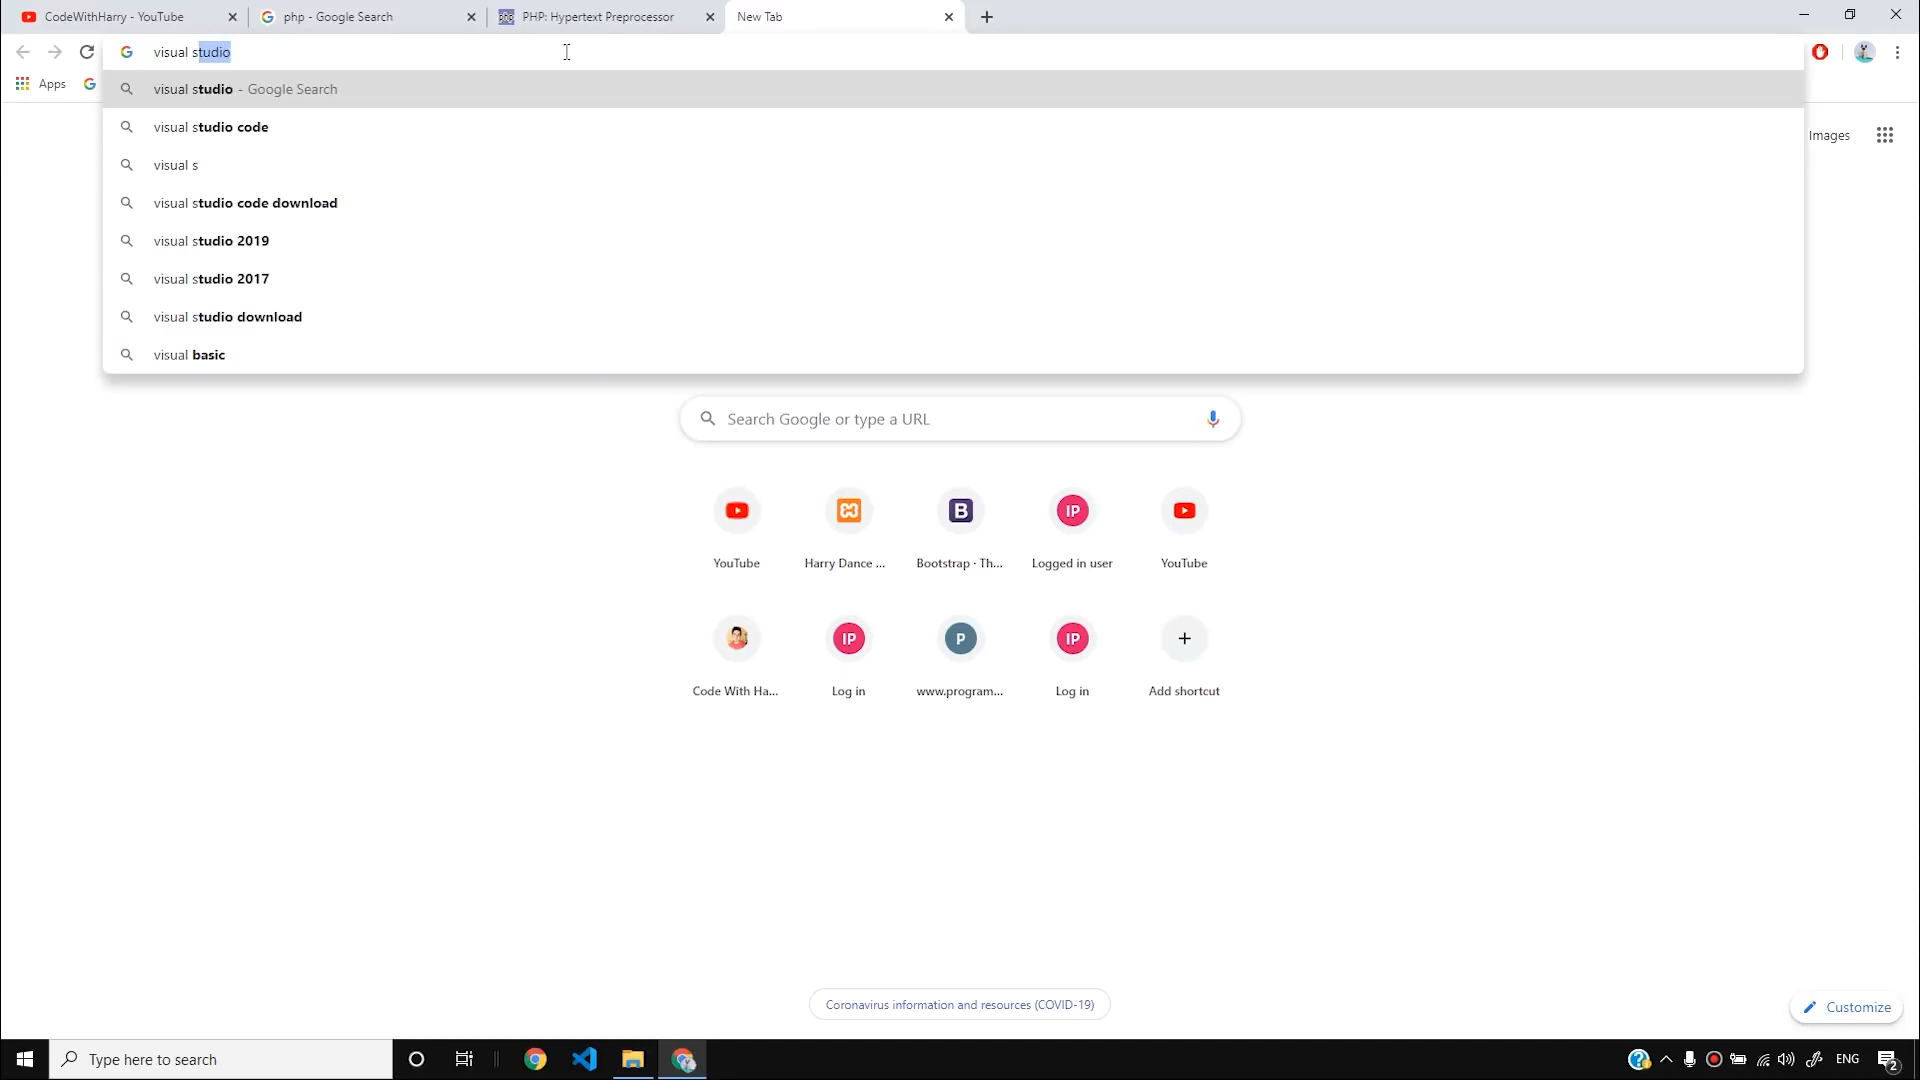 CodeWithHarry - YouTube
php - Google Search
PHP: Hypertext Preprocessor
New Tab
visual studio
Apps
visual studio - Google Search
visual studio code
visual s
visual studio code download
visual studio 2019
visual studio 2017
visual studio download
visual basic
Images
Search Google or type a URL
YouTube
Harry Dance ...
Bootstrap · Th...
Logged in user
YouTube
Code With Ha...
Log in
www.program...
Log in
Add shortcut
Coronavirus information and resources (COVID-19)
Customize
Type here to search
ENG
2